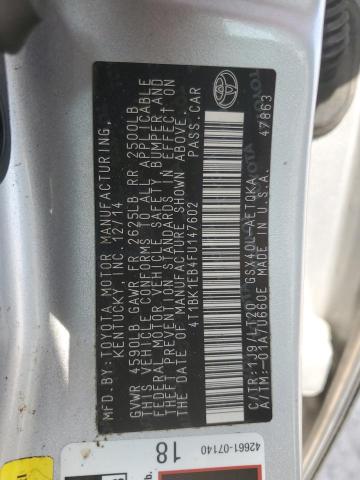 MFD. BY: TOYOTA MOTOR MANUFACTURING,
KENTUCKY, INC. 12/14
GVWR 4590LB GAWR FR 2625LB RR 2500LB
THIS VEHICLE CONFORMS TO ALL APPLICABLE
FEDERAL MOTOR VEHICLE SAFETY, BUMPER AND
THEFT PREVENTION STANDARDS IN EFFECT ON
THE DATE OF MANUFACTURE SHOWN ABOVE.
4T1BK1EB4FU147602 PASS.CAR
C/TR:1J9/LT20 GSX40L-AETGKA
A/TM:-01A/U660E MADE IN U.S.A.
47863
TOYOTA
42661-07140
18